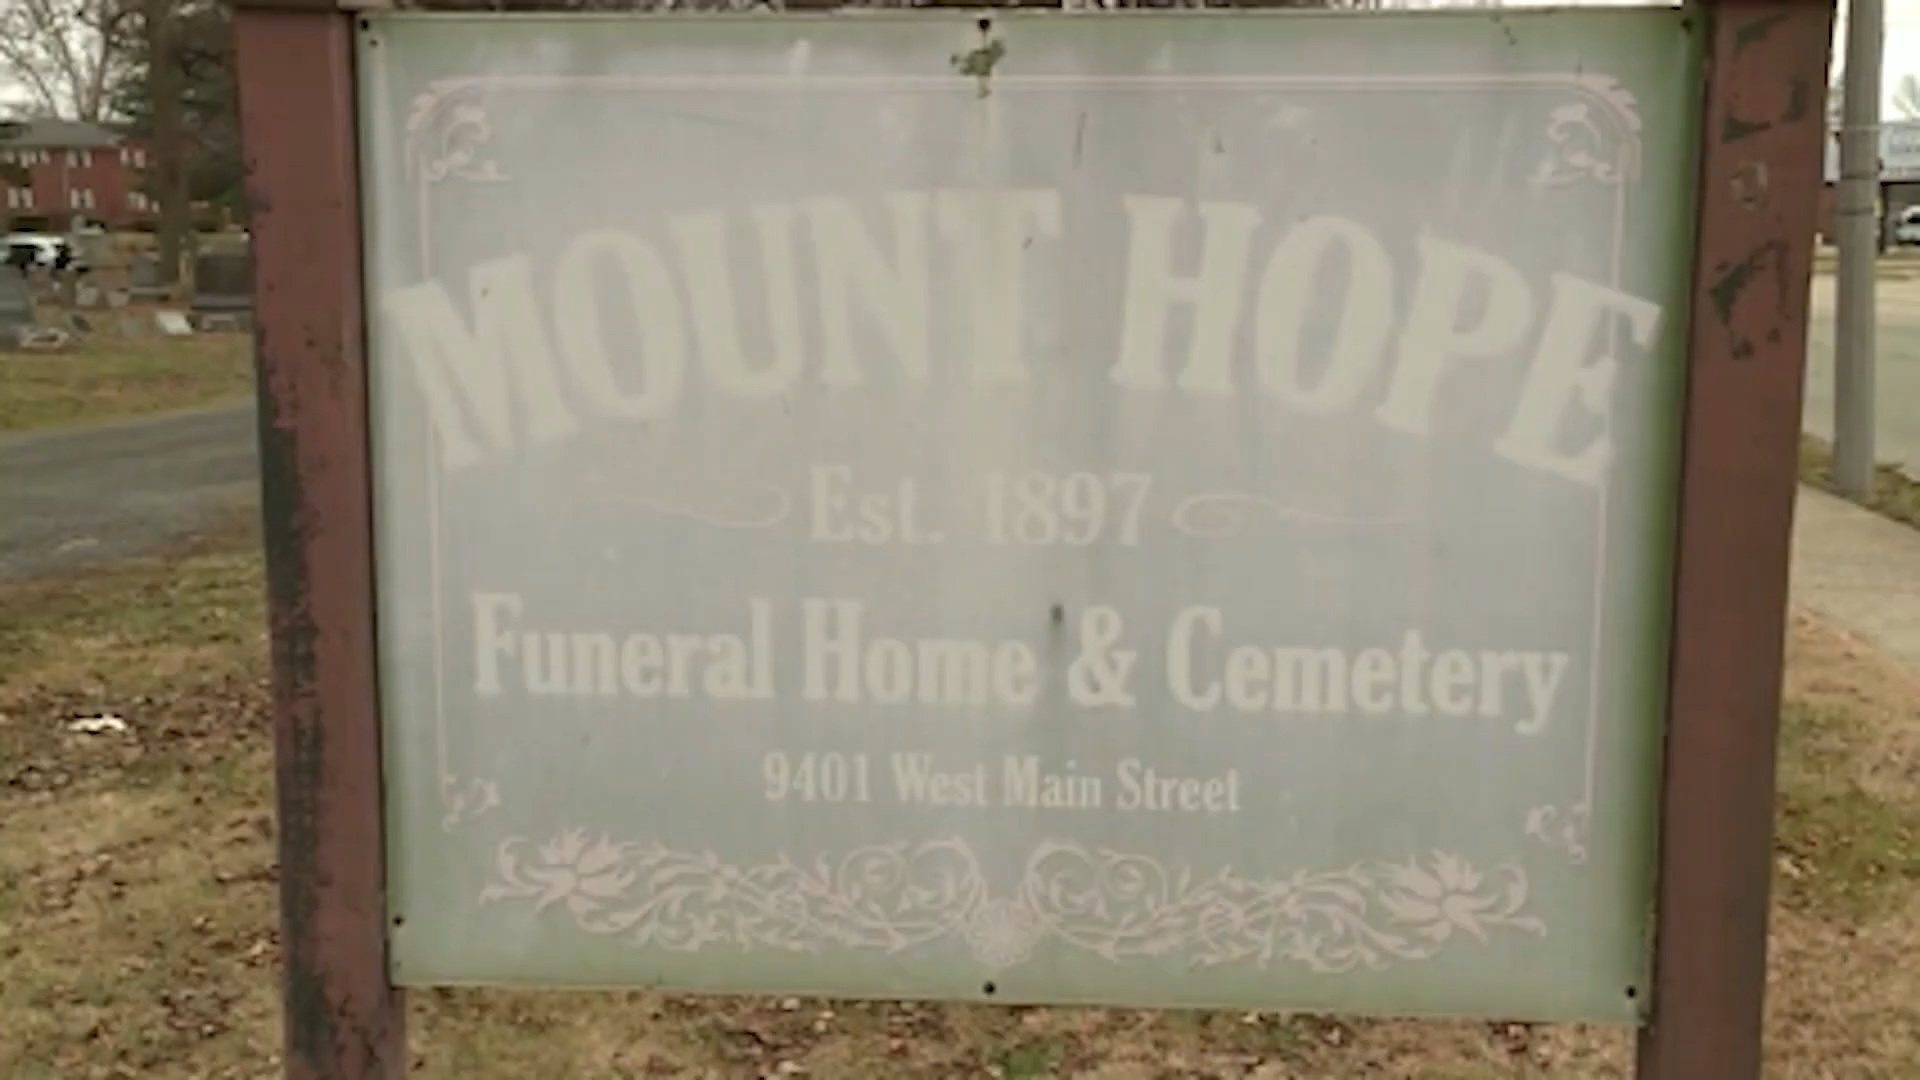 MOUNT HOPE
Est. 1897
Funeral Home & Cemetery
9401 West Main Street